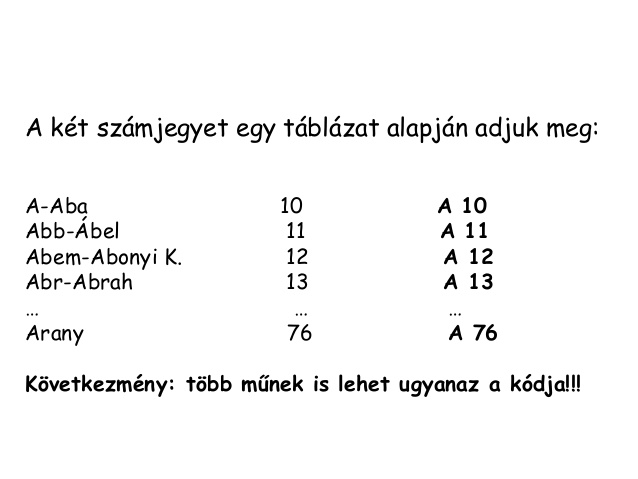 A két számjegyet egy táblázat alapján adjuk meg:
A-Aba 10 A 10
Abb-Ábel 11 A 11
Abem-Abonyi K. 12 A 12
Abr-Abrah 13 A 13
… … …
Arany 76 A 76
Következmény: több műnek is lehet ugyanaz a kódja!!!